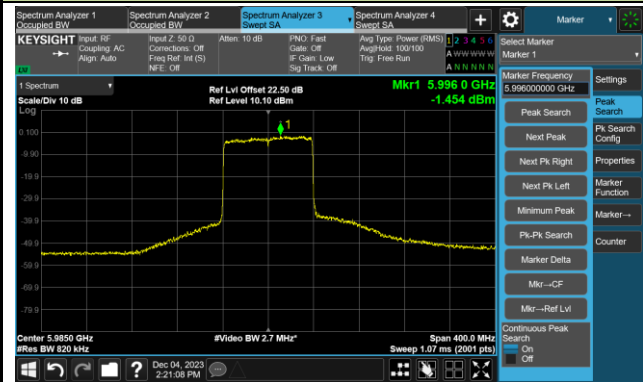 Spectrum Analyzer 1
Occupied BW
Spectrum Analyzer 2
Occupied BW
Spectrum Analyzer 3
Swept SA
Spectrum Analyzer 4
Swept SA
+
Marker
KEYSIGHT
Input: RF
Coupling: AC
Align: Auto
Input Z: 50 Ω
Corrections: Off
Freq Ref: Int (S)
NFE: Off
Atten: 10 dB
PNO: Fast
Gate: Off
IF Gain: Low
Sig Track: Off
Avg Type: Power (RMS)
Avg|Hold: 100/100
Trig: Free Run
1 2 3 4 5 6
A W W W W W
A N N N N N
Select Marker
Marker 1
LXI
1 Spectrum
Scale/Div 10 dB
Ref Lvl Offset 22.50 dB
Ref Level 10.10 dBm
Mkr1 5.996 0 GHz
-1.454 dBm
Log
1
0.100
-9.90
-19.9
-29.9
-39.9
-49.9
-59.9
-69.9
-79.9
Center 5.9850 GHz
#Res BW 820 kHz
#Video BW 2.7 MHz*
Span 400.0 MHz
Sweep 1.07 ms (2001 pts)
Marker Frequency
5.996000000 GHz
Peak Search
Next Peak
Next Pk Right
Next Pk Left
Minimum Peak
Pk-Pk Search
Marker Delta
Mkr→CF
Mkr→Ref Lvl
Continuous Peak
Search
On
Off
Settings
Peak
Search
Pk Search
Config
Properties
Marker
Function
Marker→
Counter
?
Dec 04, 2023
2:21:08 PM